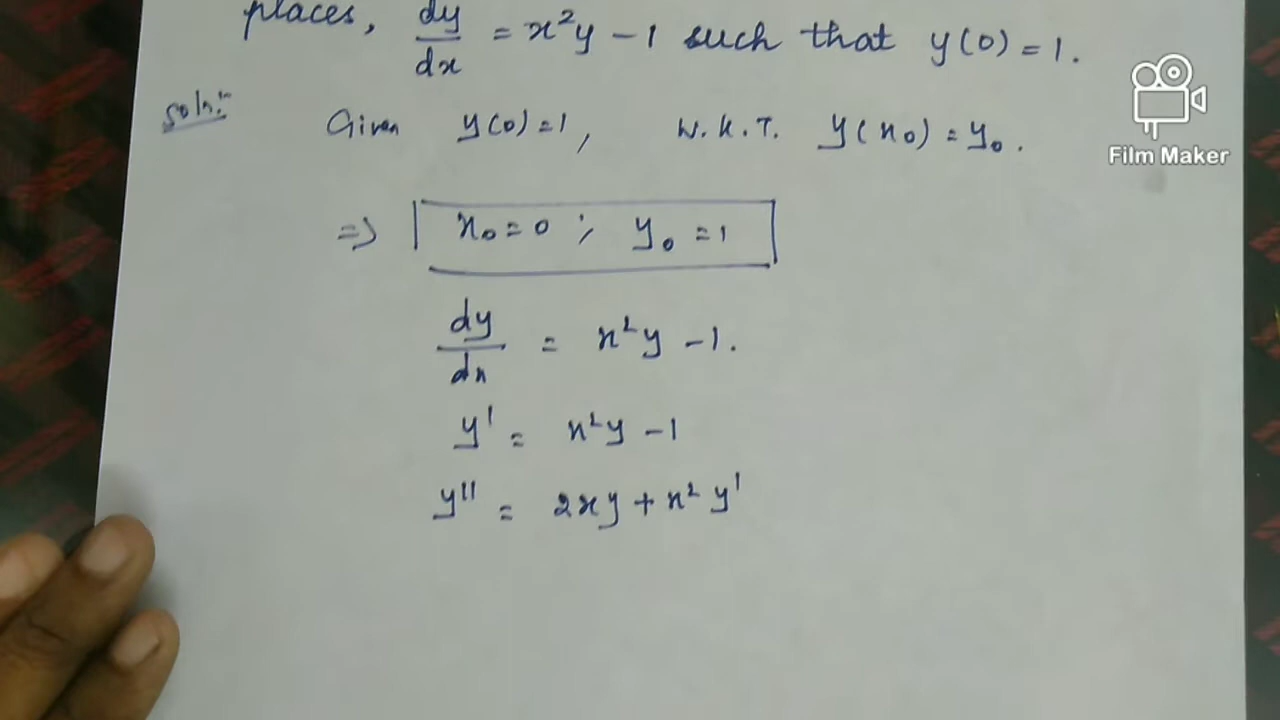 places, dy/dx = x²y - 1 such that y(0) = 1.
Soln:-
Given y(0) = 1, W.K.T. y(x₀) = y₀.
Film Maker
⇒ x₀ = 0 ; y₀ = 1
dy/dx = x²y - 1.
y' = x²y - 1
y'' = 2xy + x² y'